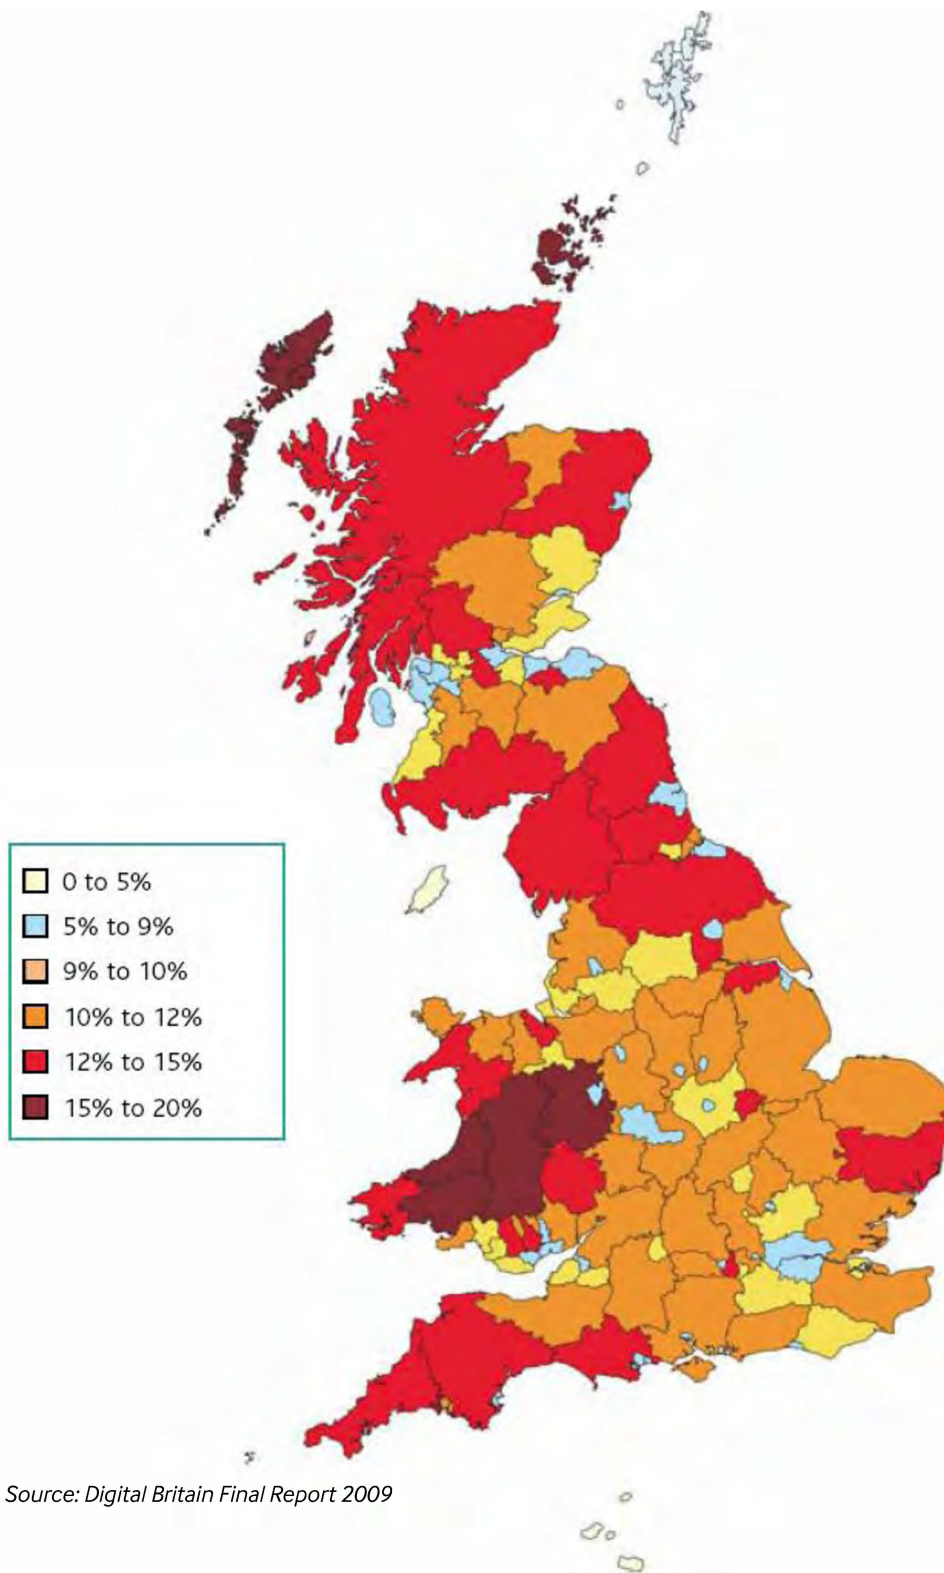 0 to 5%
5% to 9%
9% to 10%
10% to 12%
12% to 15%
15% to 20%
Source: Digital Britain Final Report 2009